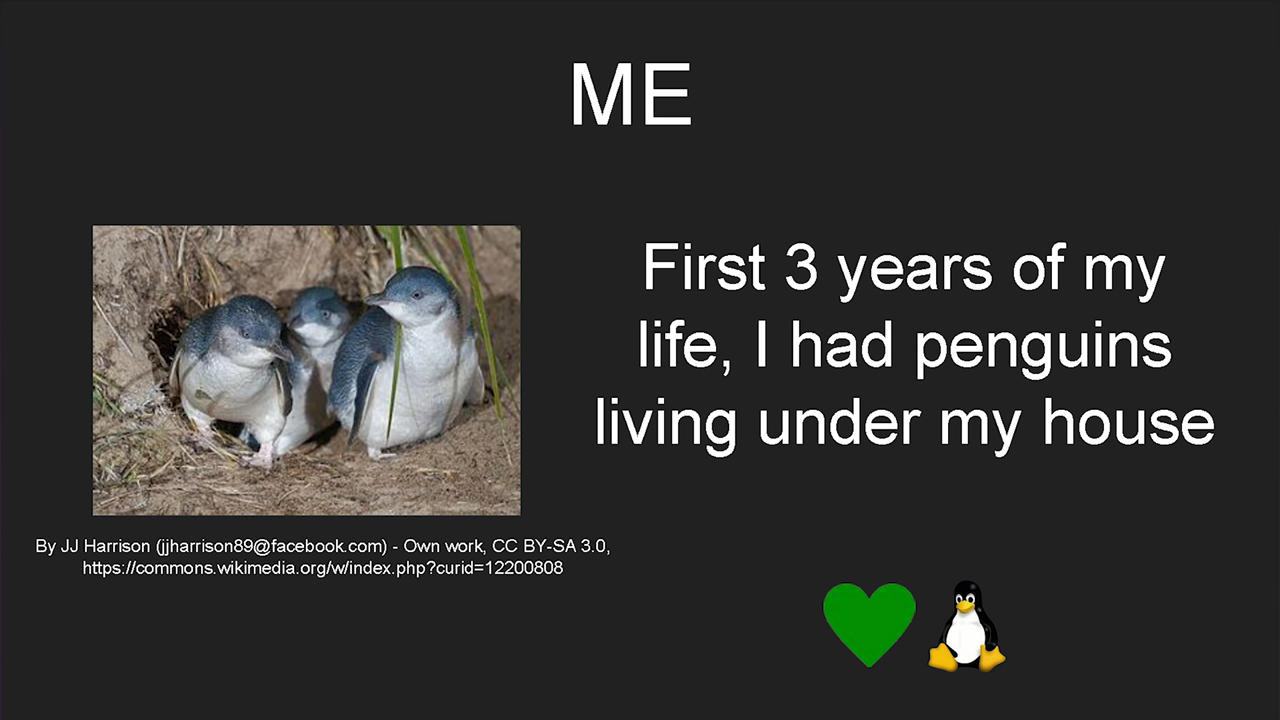 ME
First 3 years of my
life, I had penguins
living under my house
By JJ Harrison (jjharrison89@facebook.com) - Own work, CC BY-SA 3.0,
https://commons.wikimedia.org/w/index.php?curid=12200808